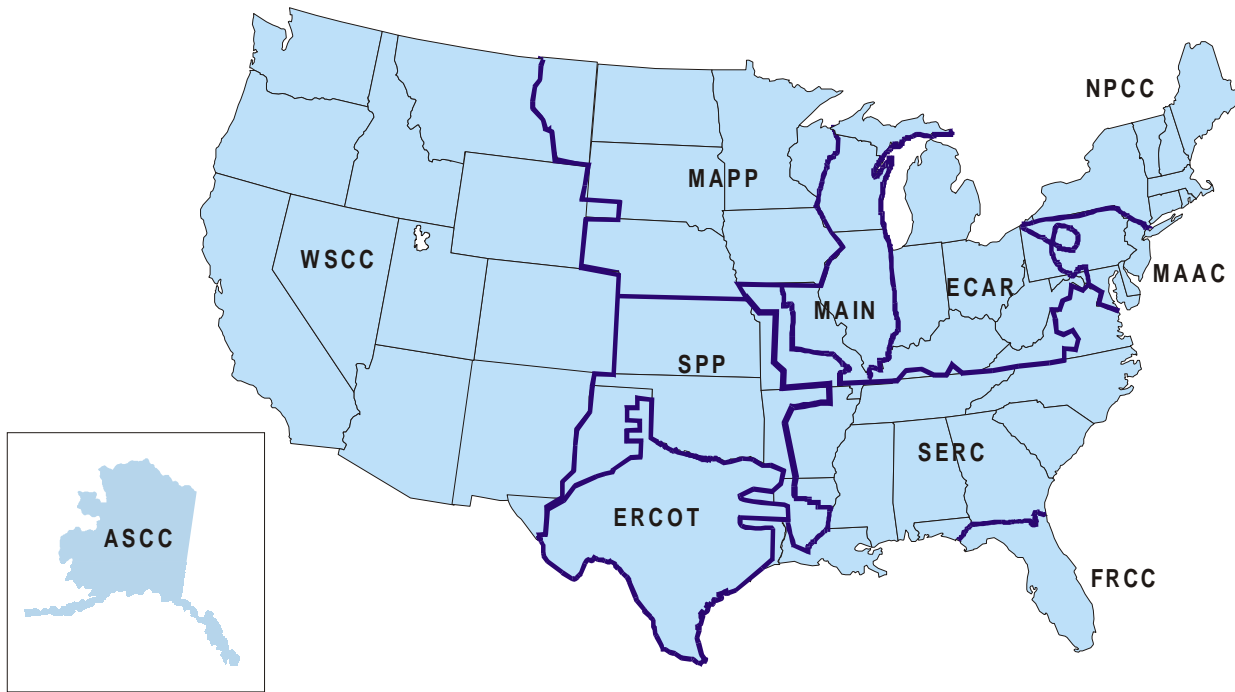 NPCC
MAPP
WSCC
MAAC
ECAR
MAIN
SPP
SERC
ERCOT
ASCC
FRCC